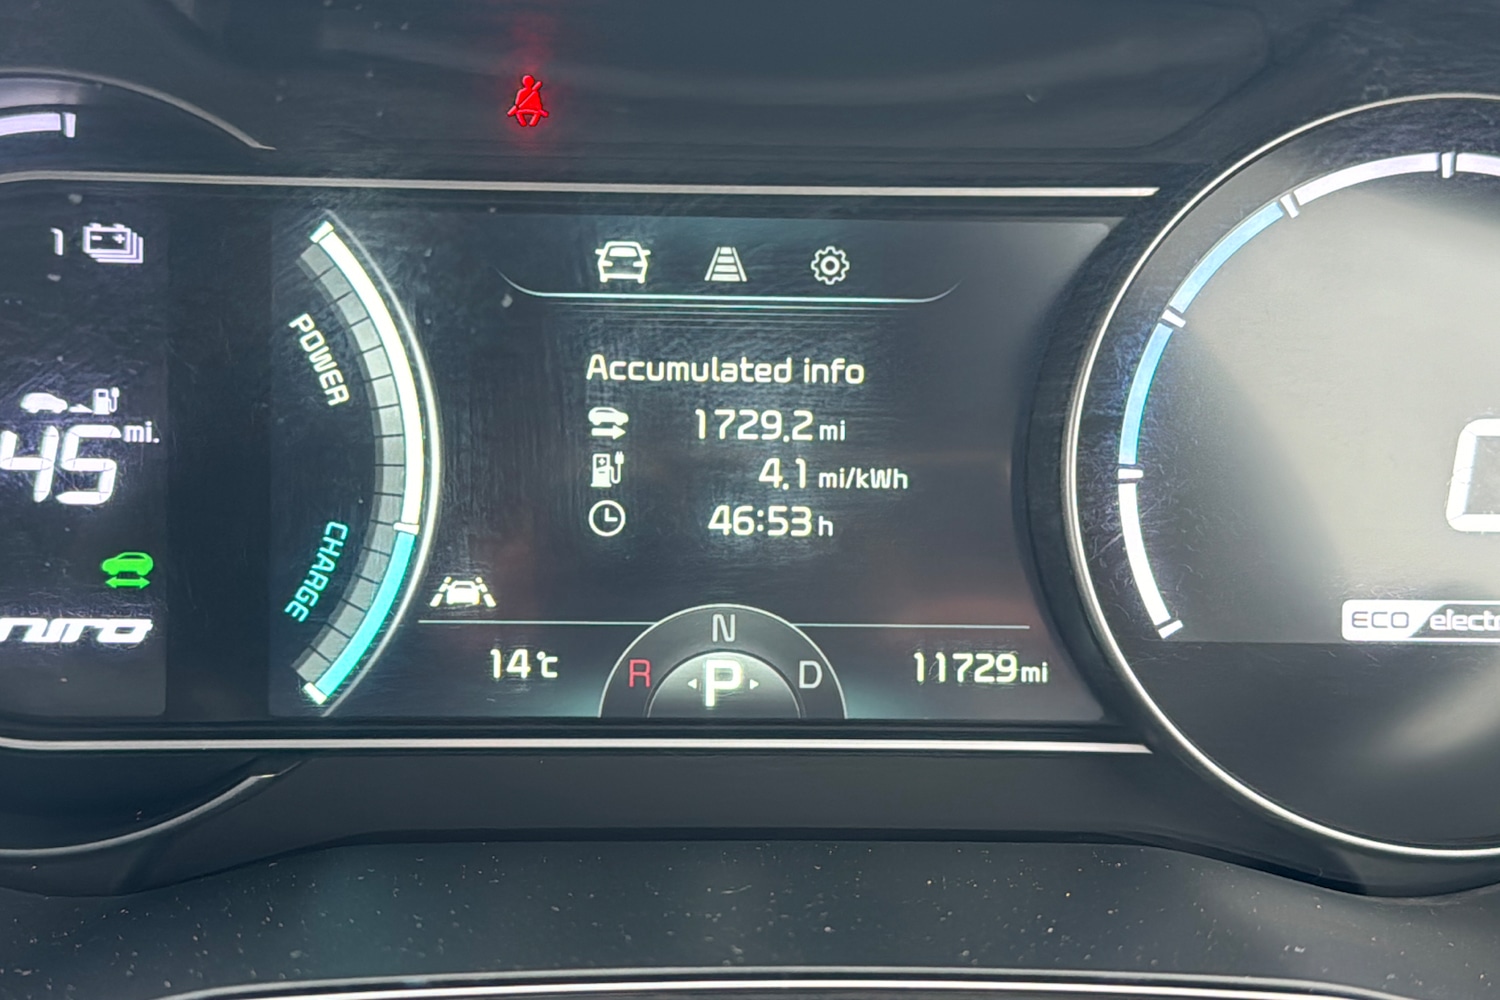 1
POWER
Accumulated info
1729.2 mi
4.1 mi/kWh
46:53 h
45 mi.
CHARGE
niro
N
R P D
14℃
11729 mi
ECO